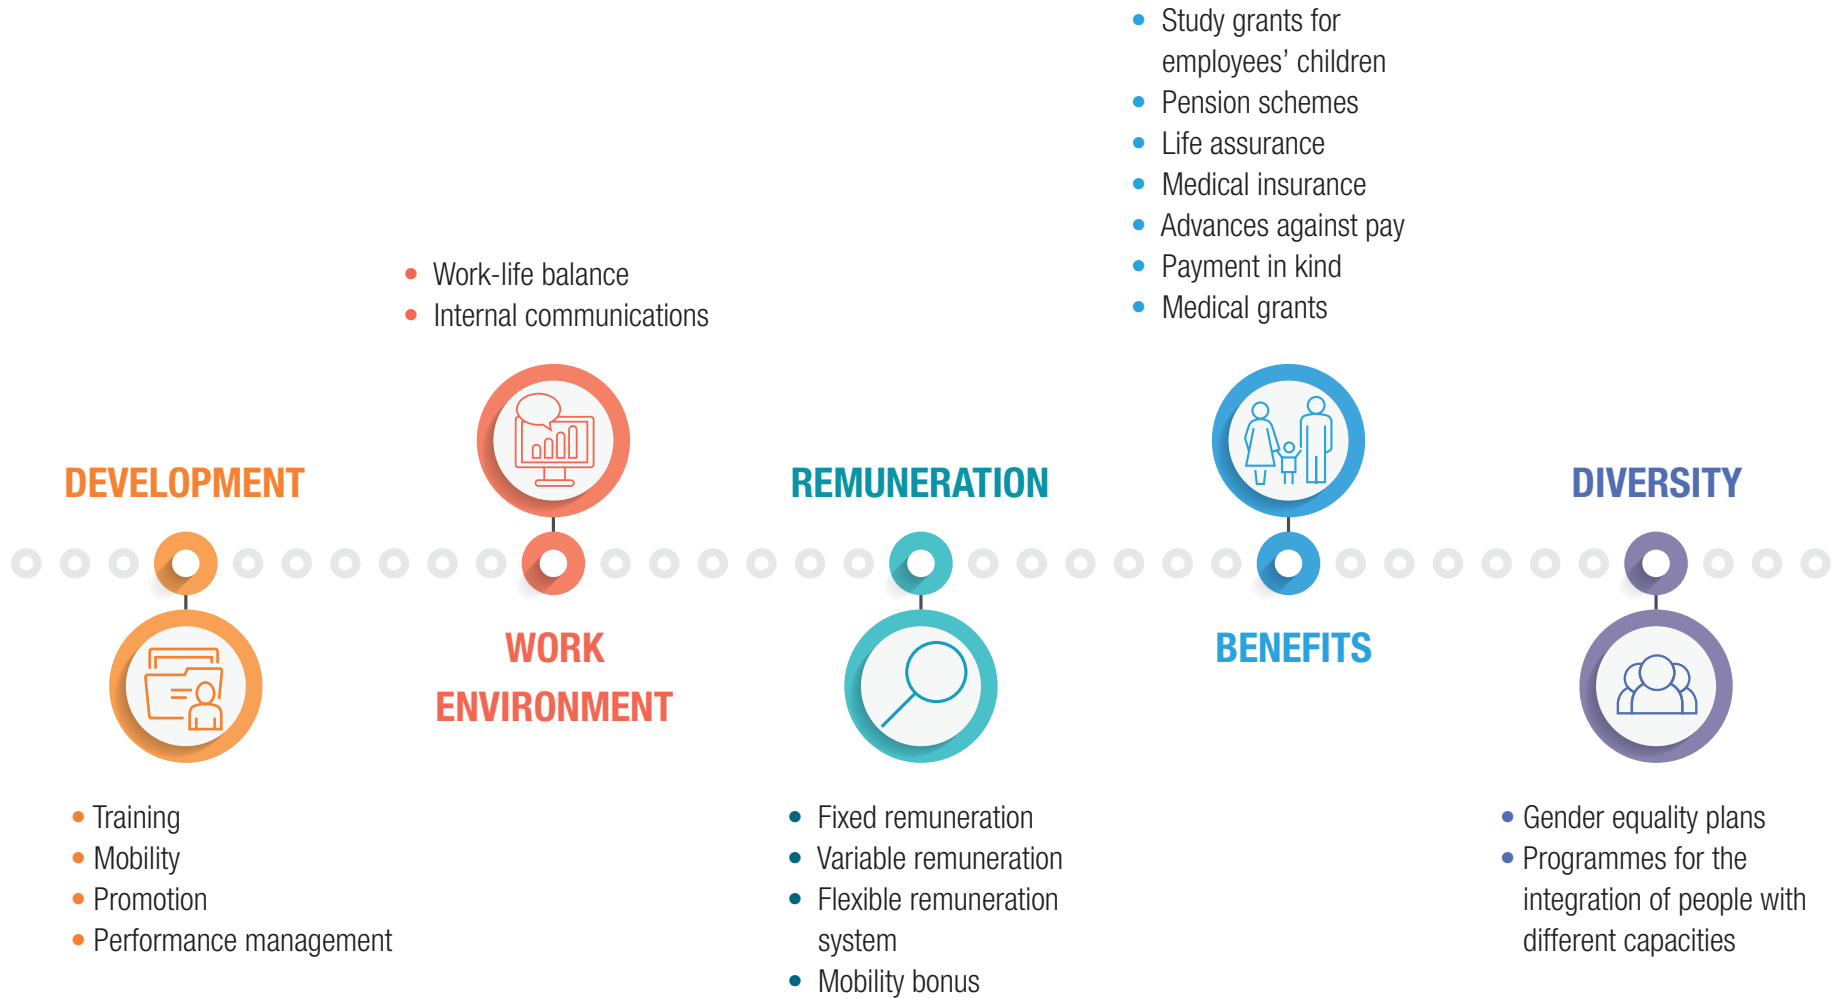 DEVELOPMENT
• Training
• Mobility
• Promotion
• Performance management
• Work-life balance
• Internal communications
WORK
ENVIRONMENT
REMUNERATION
• Fixed remuneration
• Variable remuneration
• Flexible remuneration
system
• Mobility bonus
• Study grants for
employees’ children
• Pension schemes
• Life assurance
• Medical insurance
• Advances against pay
• Payment in kind
• Medical grants
BENEFITS
DIVERSITY
• Gender equality plans
• Programmes for the
integration of people with
different capacities